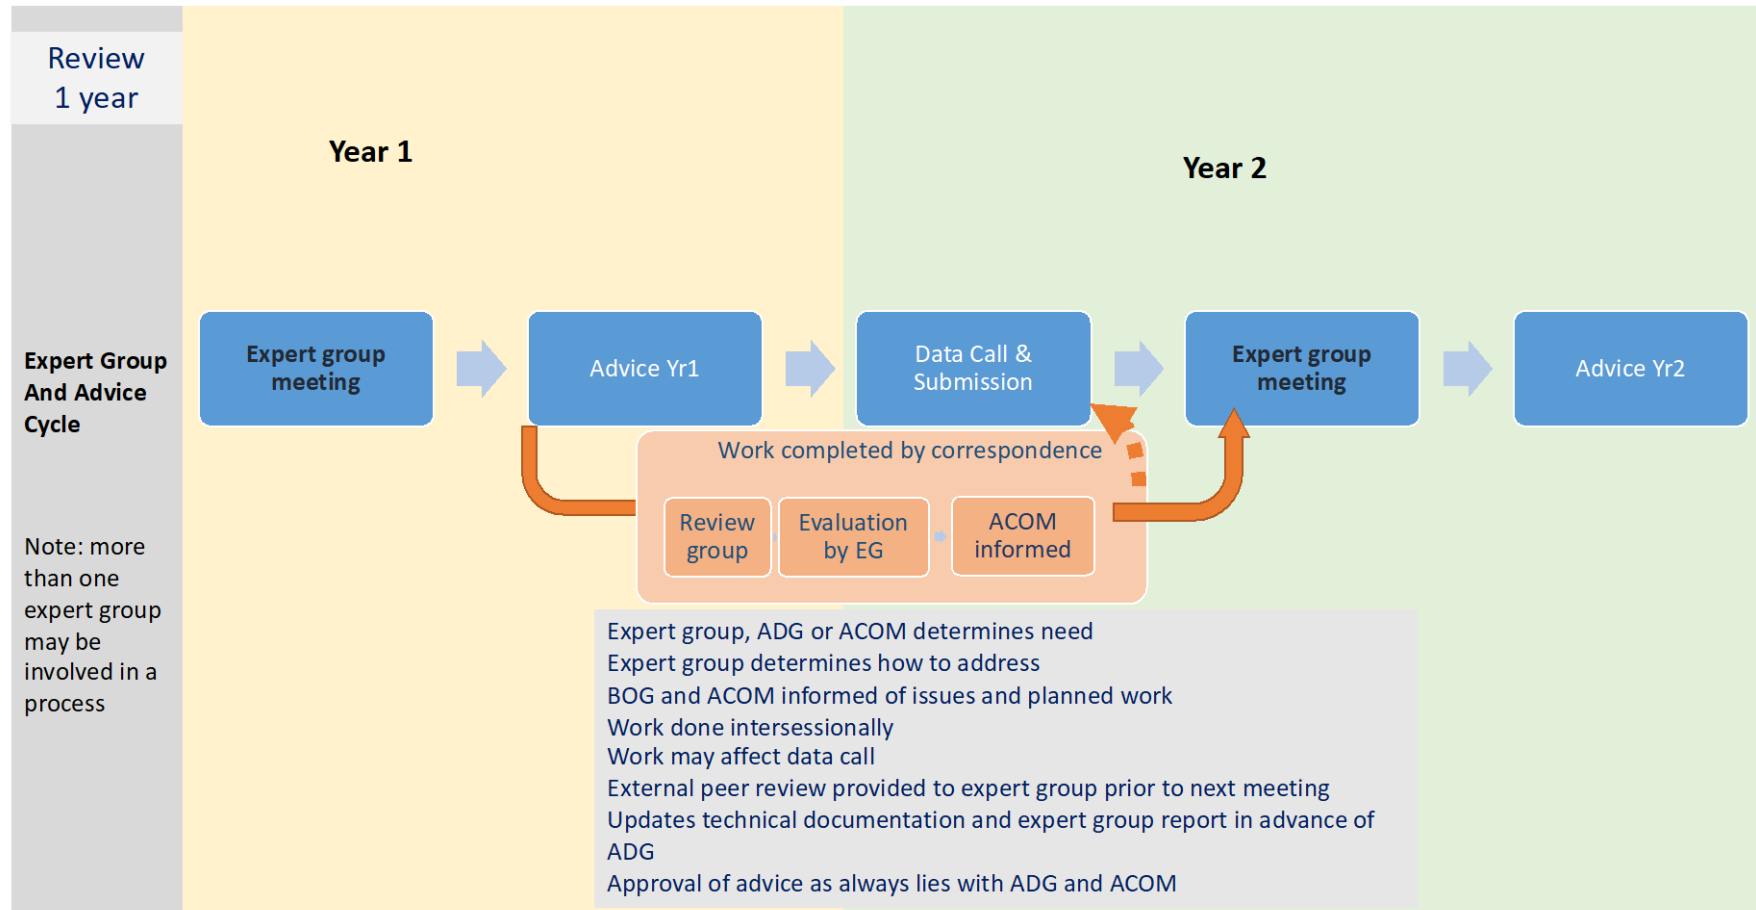 Review
1 year
Year 1
Year 2
Expert Group
And Advice
Cycle
Note: more
than one
expert group
may be
involved in a
process
Expert group
meeting
Advice Yr1
Data Call &
Submission
Expert group
meeting
Advice Yr2
Work completed by correspondence
Review
group
Evaluation
by EG
ACOM
informed
Expert group, ADG or ACOM determines need
Expert group determines how to address
BOG and ACOM informed of issues and planned work
Work done intersessionally
Work may affect data call
External peer review provided to expert group prior to next meeting
Updates technical documentation and expert group report in advance of
ADG
Approval of advice as always lies with ADG and ACOM